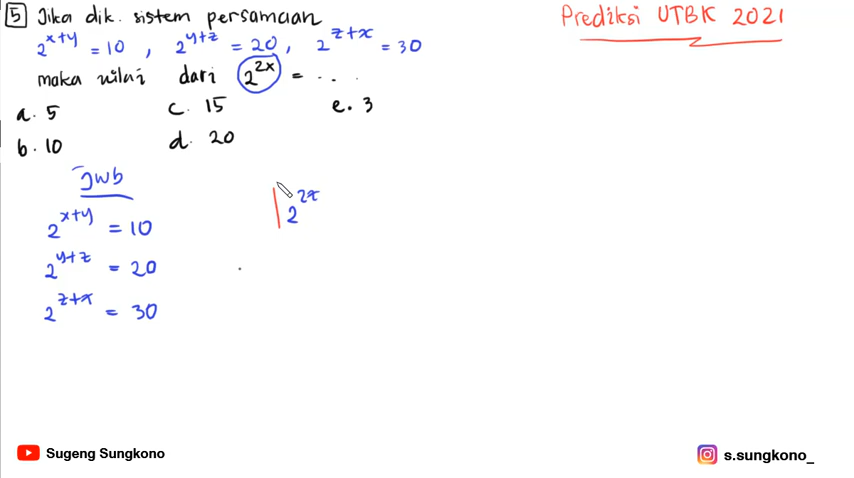 5 Jika dik. sistem persamaan
2^{x+y} = 10 , 2^{y+z} = 20 , 2^{z+x} = 30
maka nilai dari 2^{2x} = ...
a. 5 c. 15 e. 3
b. 10 d. 20
Prediksi UTBK 2021
Jwb
2^{x+y} = 10
2^{y+z} = 20
2^{z+x} = 30
2^{2x}
Sugeng Sungkono
s.sungkono_